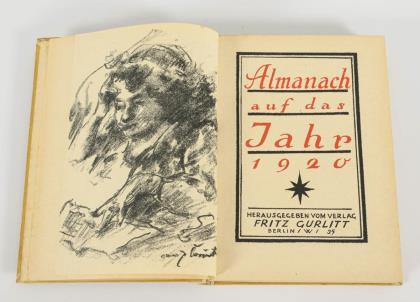 Almanach
auf das
Jahr
1920
HERAUSGEGEBEN VOM VERLAG
FRITZ GURLITT
BERLIN / W / 35